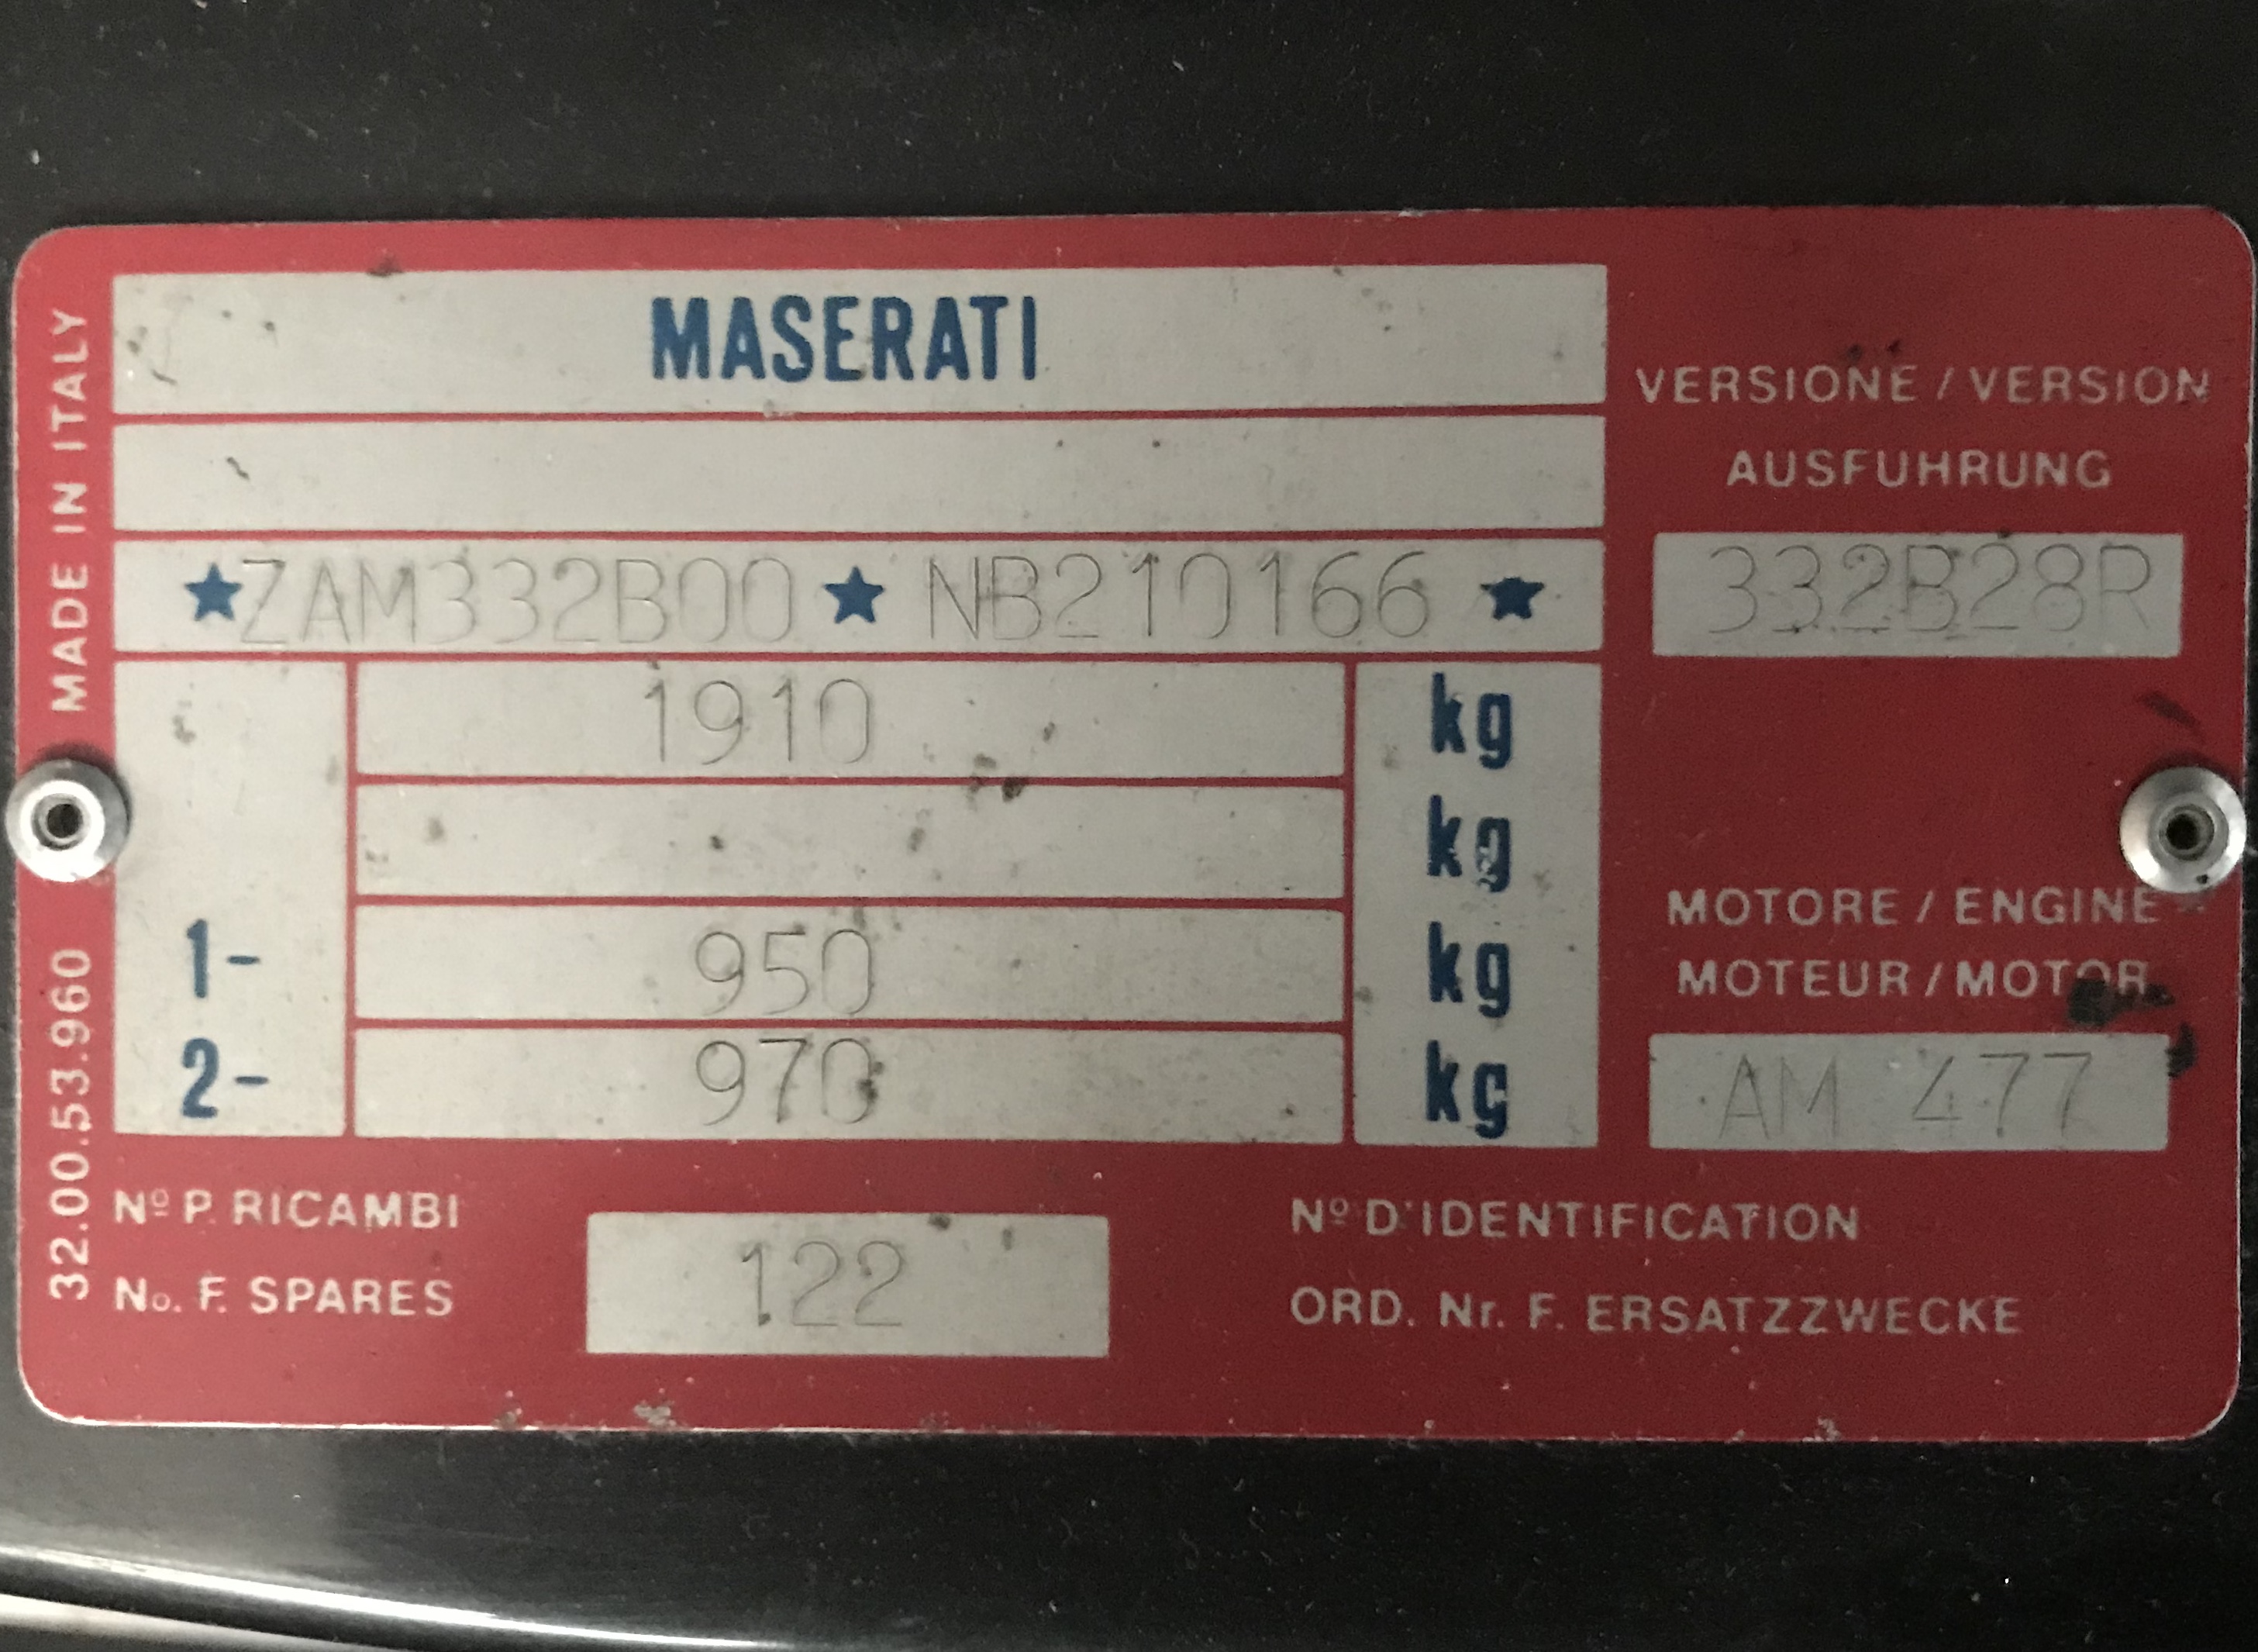 MASERATI
★ZAM332B00★NB210166★
1910 kg
kg
1- 950 kg
2- 970 kg
MADE IN ITALY
32.00.53.960
VERSIONE / VERSION
AUSFUHRUNG
332B28R
MOTORE / ENGINE
MOTEUR / MOTOR
AM 477
Nº P. RICAMBI
No. F. SPARES
122
Nº D'IDENTIFICATION
ORD. Nr. F. ERSATZZWECKE